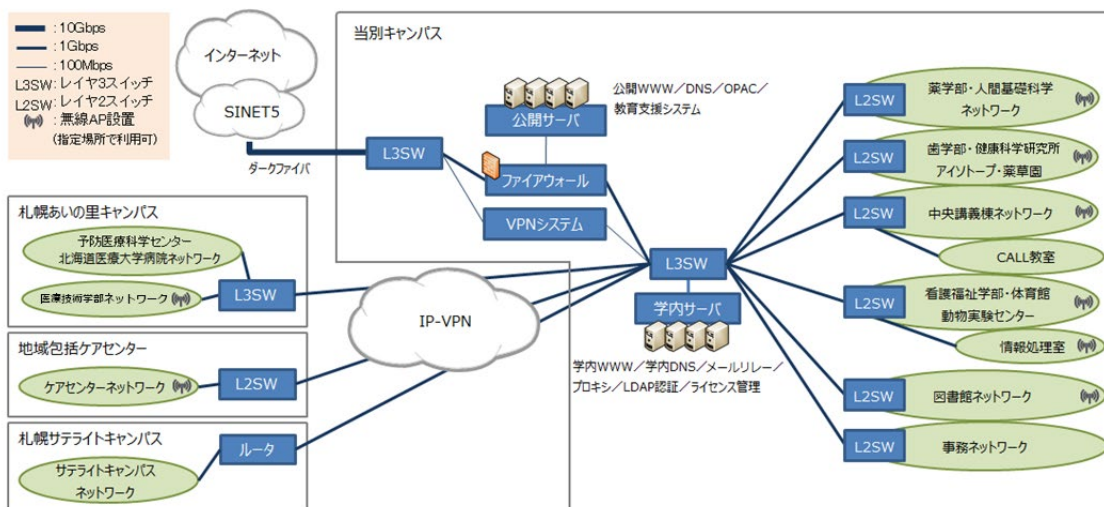 : 10Gbps
: 1Gbps
: 100Mbps
L3SW : レイヤ3スイッチ
L2SW : レイヤ2スイッチ
: 無線AP設置
(指定場所で利用可)
インターネット
SINET5
ダークファイバ
当別キャンパス
公開WWW／DNS／OPAC／
教育支援システム
公開サーバ
L3SW
ファイアウォール
VPNシステム
L3SW
学内サーバ
学内WWW／学内DNS／メールリレー／
プロキシ／LDAP認証／ライセンス管理
IP-VPN
札幌あいの里キャンパス
予防医療科学センター
北海道医療大学病院ネットワーク
医療技術学部ネットワーク
L3SW
地域包括ケアセンター
ケアセンターネットワーク
L2SW
札幌サテライトキャンパス
ルータ
サテライトキャンパス
ネットワーク
L2SW
薬学部・人間基礎科学
ネットワーク
L2SW
歯学部・健康科学研究所
アイソトープ・薬草園
L2SW
中央講義棟ネットワーク
CALL教室
L2SW
看護福祉学部・体育館
動物実験センター
情報処理室
L2SW
図書館ネットワーク
L2SW
事務ネットワーク